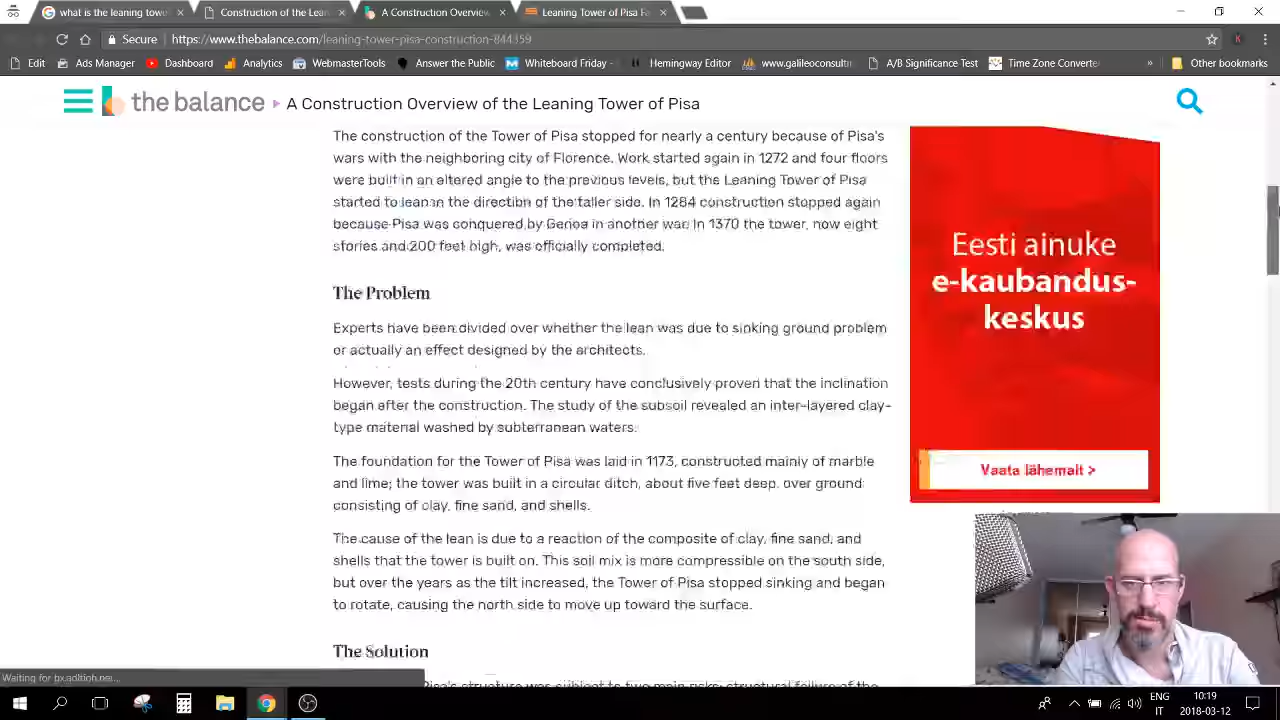 what is the leaning towe
Construction of the Lean
A Construction Overview
Leaning Tower of Pisa F
Secure
https://www.thebalance.com/leaning-tower-pisa-construction-844359
Edit
Ads Manager
Dashboard
Analytics
WebmasterTools
Answer the Public
Whiteboard Friday -
Hemingway Editor
www.galileoconsult
A/B Significance Test
Time Zone Converte
» Other bookmarks
the balance
A Construction Overview of the Leaning Tower of Pisa
The construction of the Tower of Pisa stopped for nearly a century because of Pisa's
wars with the neighboring city of Florence. Work started again in 1272 and four floors
were built in an altered angle to the previous levels, but the Leaning Tower of Pisa
started to lean in the direction of the taller side. In 1284 construction stopped again
because Pisa was conquered by Genoa in another war. In 1370 the tower, now eight
stories and 200 feet high, was officially completed.
The Problem
Experts have been divided over whether the lean was due to sinking ground problem
or actually an effect designed by the architects.
However, tests during the 20th century have conclusively proven that the inclination
began after the construction. The study of the subsoil revealed an inter-layered clay-
type material washed by subterranean waters.
The foundation for the Tower of Pisa was laid in 1173, constructed mainly of marble
and lime; the tower was built in a circular ditch, about five feet deep, over ground
consisting of clay, fine sand, and shells.
The cause of the lean is due to a reaction of the composite of clay, fine sand, and
shells that the tower is built on. This soil mix is more compressible on the south side,
but over the years as the tilt increased, the Tower of Pisa stopped sinking and began
to rotate, causing the north side to move up toward the surface.
The Solution
Pisa's structure was subject to two main risks: structural failure of the
Eesti ainuke
e-kaubandus-
keskus
Vaata lähemalt >
ENG
IT
10:19
2018-03-12